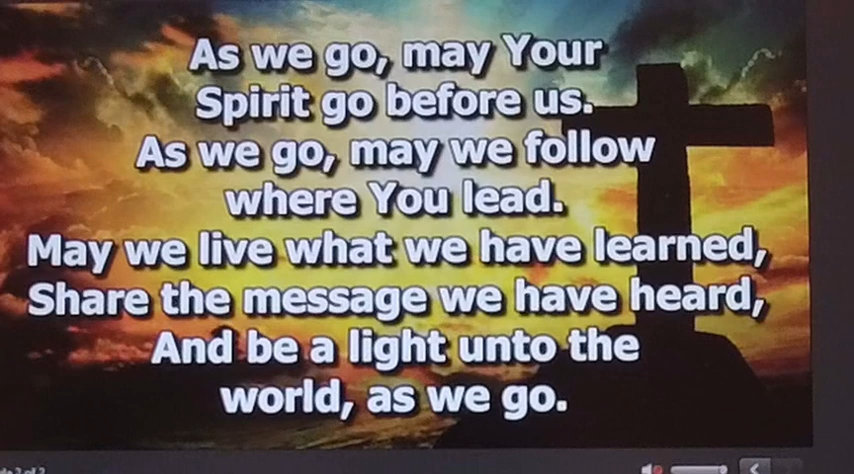 As we go, may Your
Spirit go before us.
As we go, may we follow
where You lead.
May we live what we have learned,
Share the message we have heard,
And be a light unto the
world, as we go.